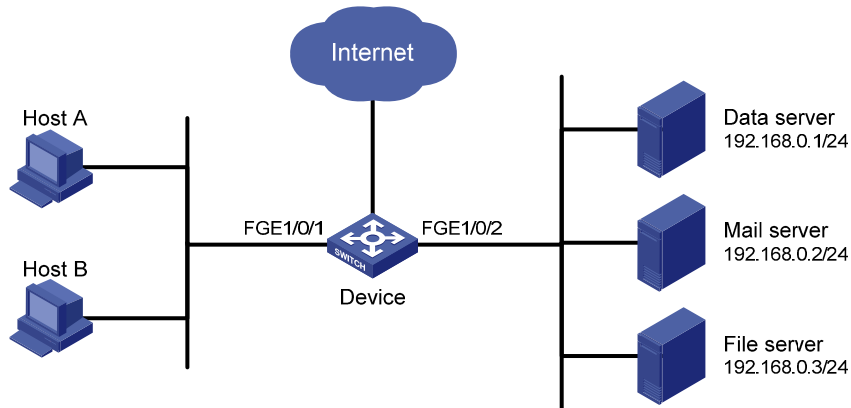 Internet
Host A
Data server
192.168.0.1/24
FGE1/0/1
FGE1/0/2
Mail server
192.168.0.2/24
SWITCH
Host B
Device
File server
192.168.0.3/24